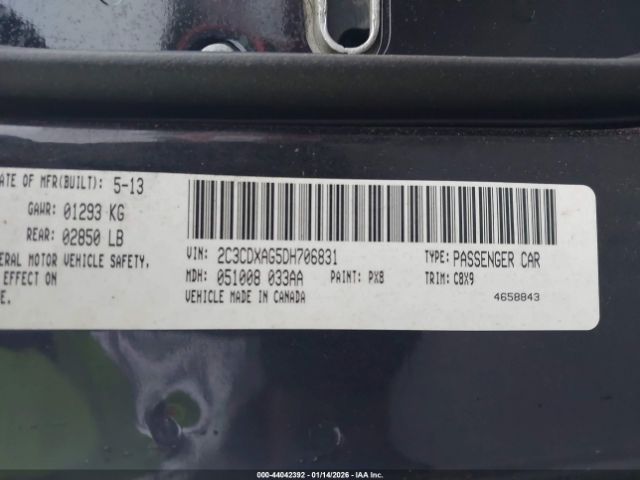 ATE OF MFR(BUILT): 5-13
GAWR: 01293 KG
REAR: 02850 LB
ERAL MOTOR VEHICLE SAFETY,
EFFECT ON
E.
VIN: 2C3CDXAG5DH706831 TYPE: PASSENGER CAR
MDH: 051008 033AA PAINT: PX8 TRIM: C8X9
VEHICLE MADE IN CANADA 4658843
000-44042392 - 01/14/2026 - IAA Inc.